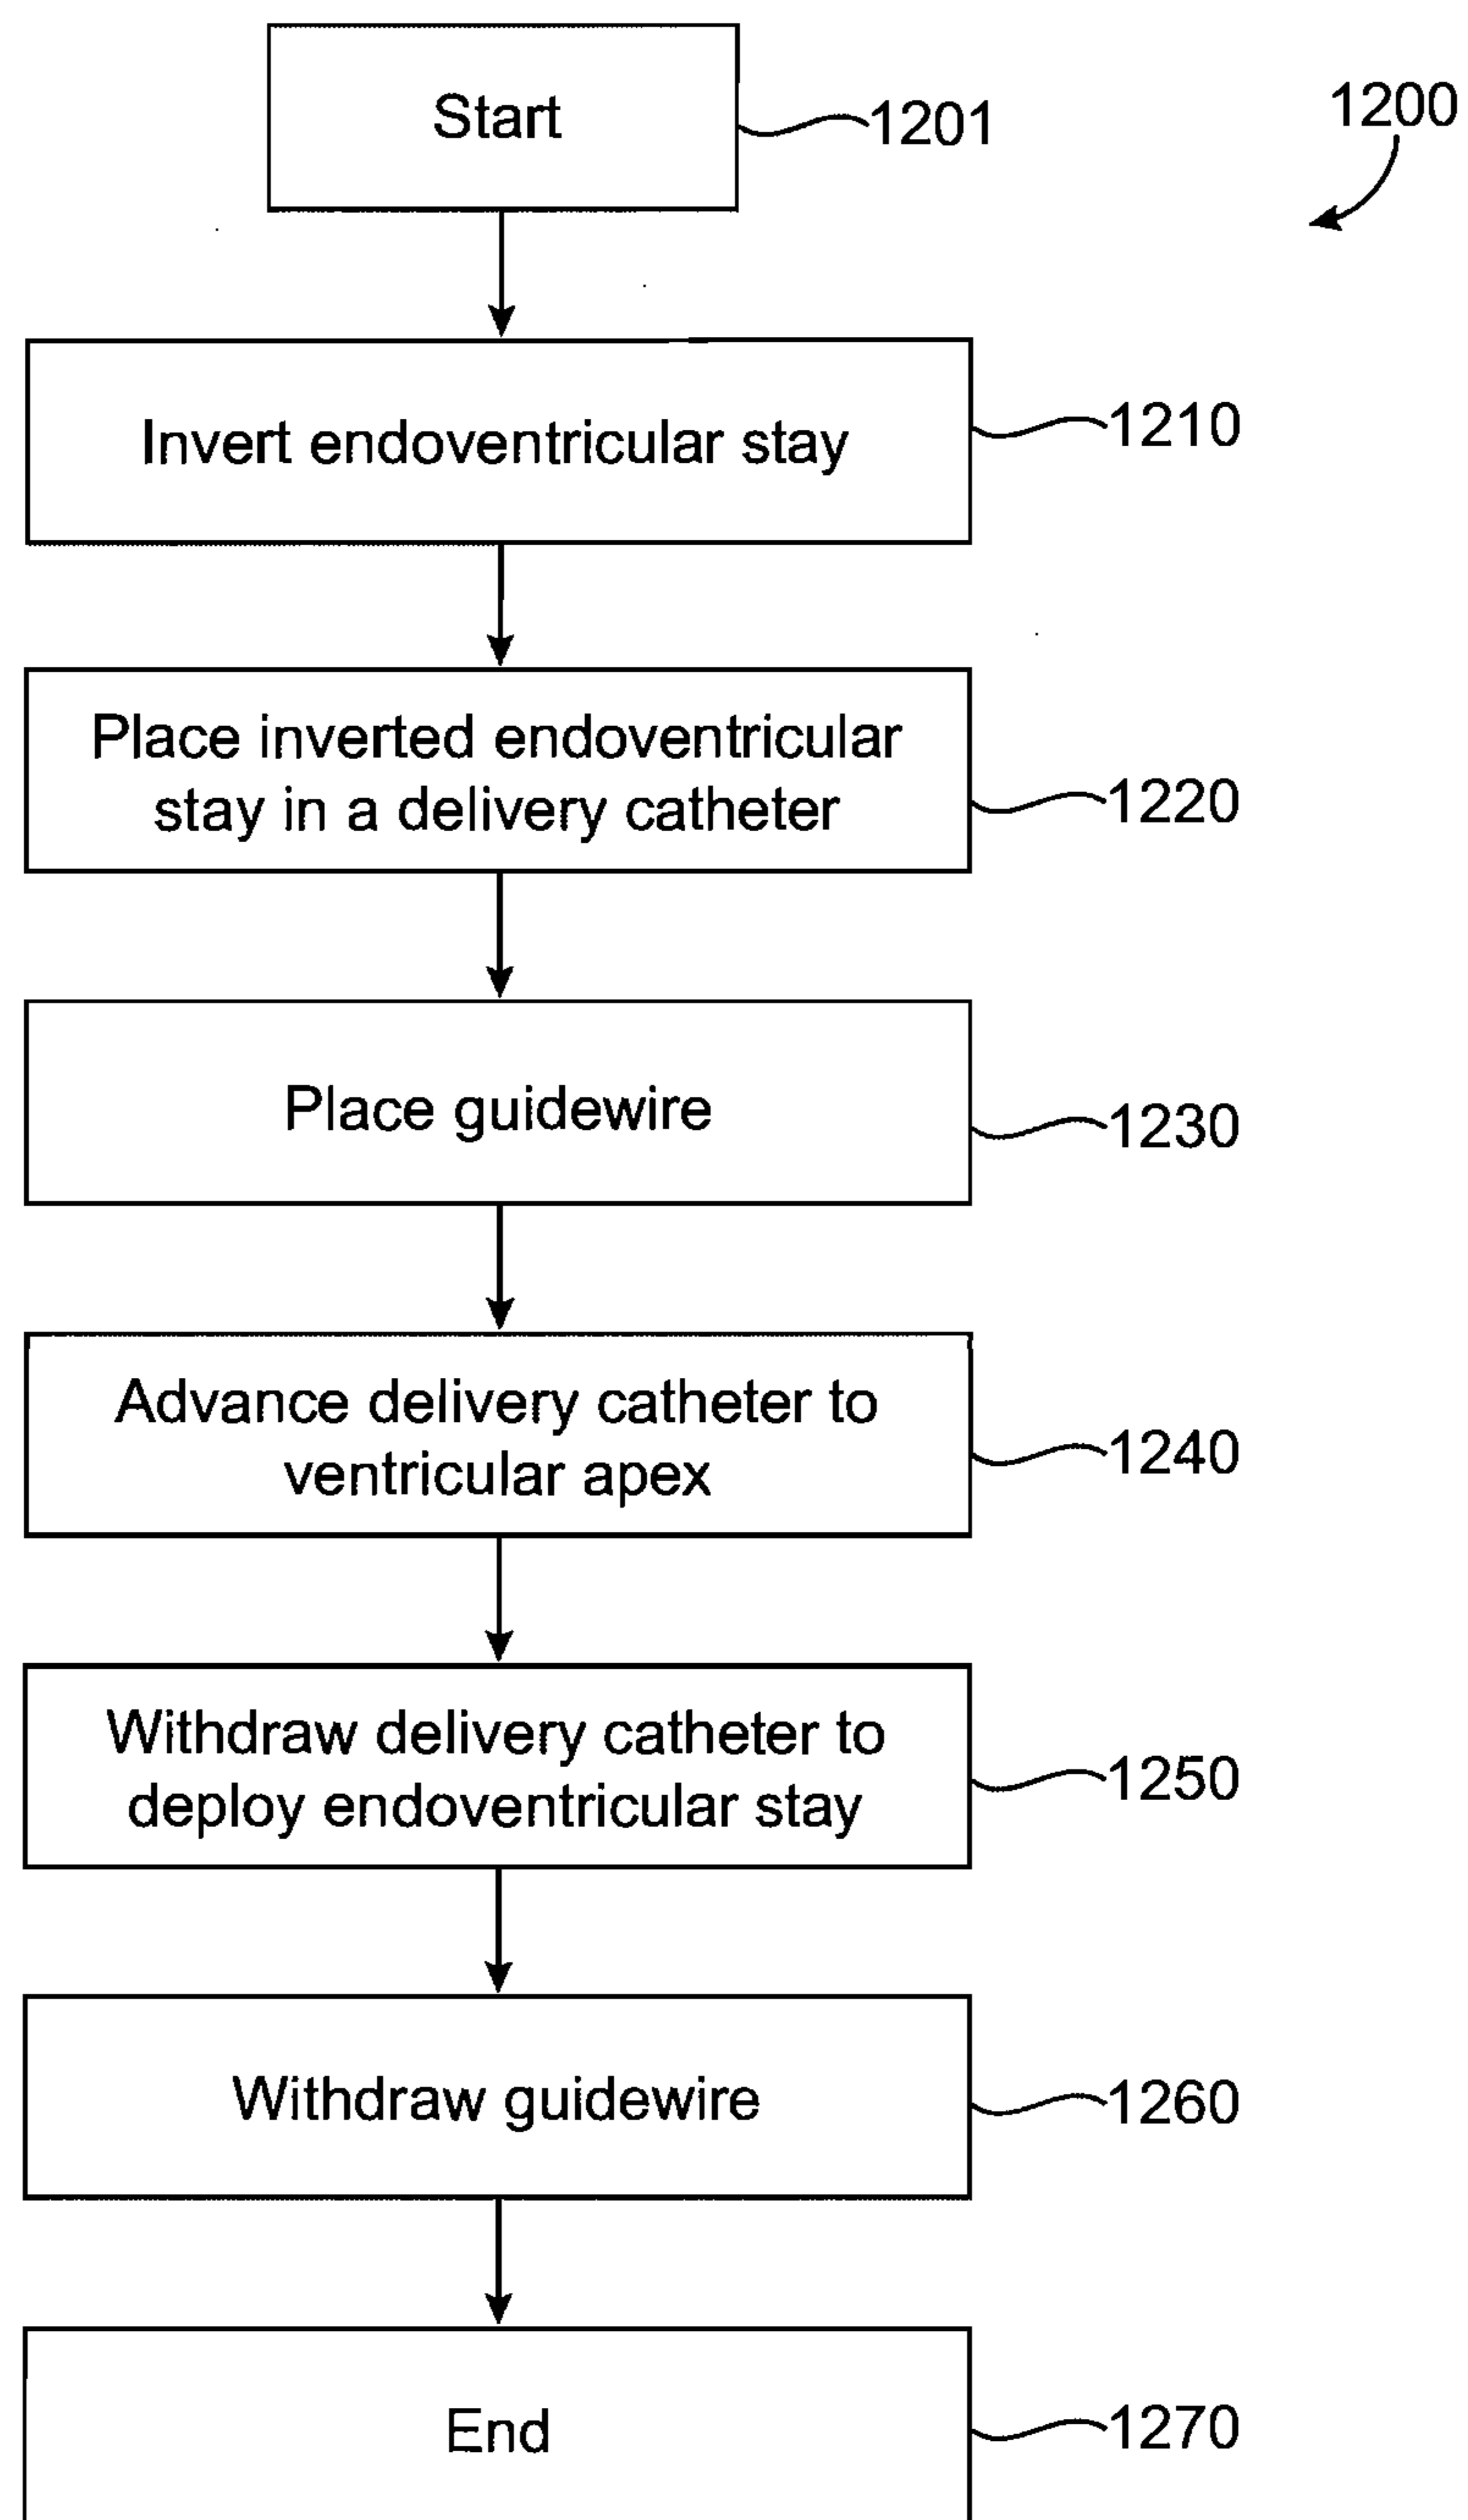 Start
1201
1200
Invert endoventricular stay
1210
Place inverted endoventricular
stay in a delivery catheter
1220
Place guidewire
1230
Advance delivery catheter to
ventricular apex
1240
Withdraw delivery catheter to
deploy endoventricular stay
1250
Withdraw guidewire
1260
End
1270